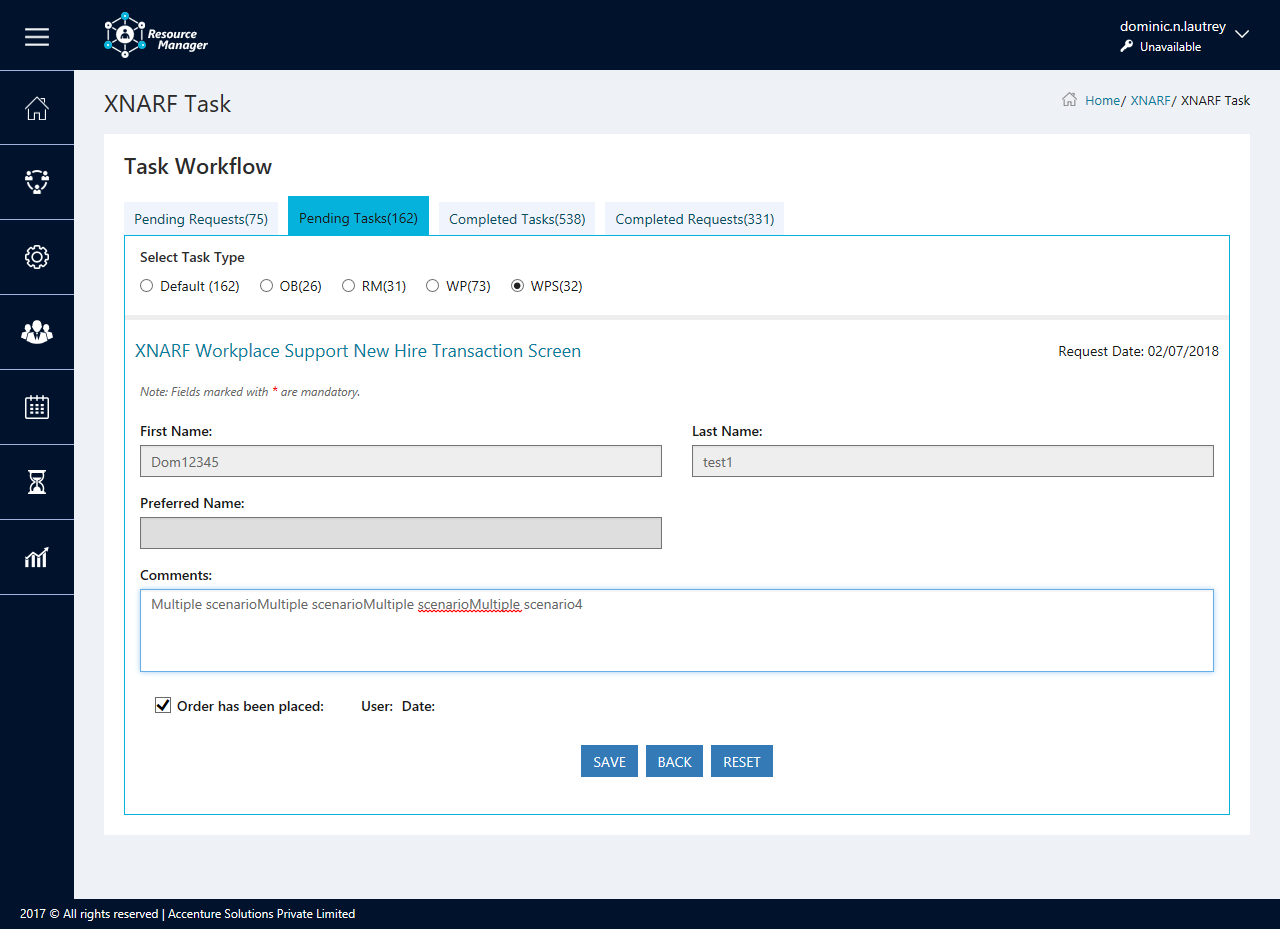 Resource
Manager
dominic.n.lautrey
Unavailable
XNARF Task
Home/ XNARF/ XNARF Task
Task Workflow
Pending Requests(75) Pending Tasks(162) Completed Tasks(538) Completed Requests(331)
Select Task Type
Default (162) OB(26) RM(31) WP(73) WPS(32)
XNARF Workplace Support New Hire Transaction Screen
Request Date: 02/07/2018
Note: Fields marked with * are mandatory.
First Name: Last Name:
Dom12345 test1
Preferred Name:
Comments:
Multiple scenarioMultiple scenarioMultiple scenarioMultiple scenario4
Order has been placed: User: Date:
SAVE BACK RESET
2017 © All rights reserved | Accenture Solutions Private Limited